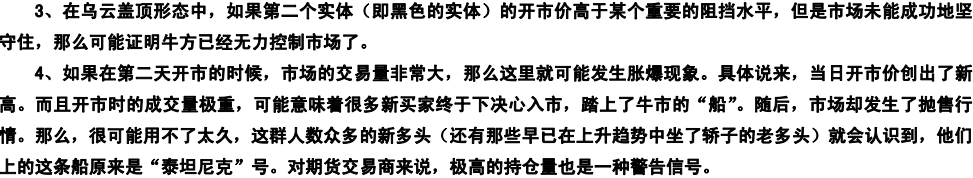 3、在乌云盖顶形态中，如果第二个实体（即黑色的实体）的开市价高于某个重要的阻挡水平，但是市场未能成功地坚
守住，那么可能证明牛方已经无力控制市场了。
4、如果在第二天开市的时候，市场的交易量非常大，那么这里就可能发生胀爆现象。具体说来，当日开市价创出了新
高。而且开市时的成交量极重，可能意味着很多新买家终于下决心入市，踏上了牛市的“船”。随后，市场却发生了抛售行
情。那么，很可能用不了太久，这群人数众多的新多头（还有那些早已在上升趋势中坐了轿子的老多头）就会认识到，他们
上的这条船原来是“泰坦尼克”号。对期货交易商来说，极高的持仓量也是一种警告信号。